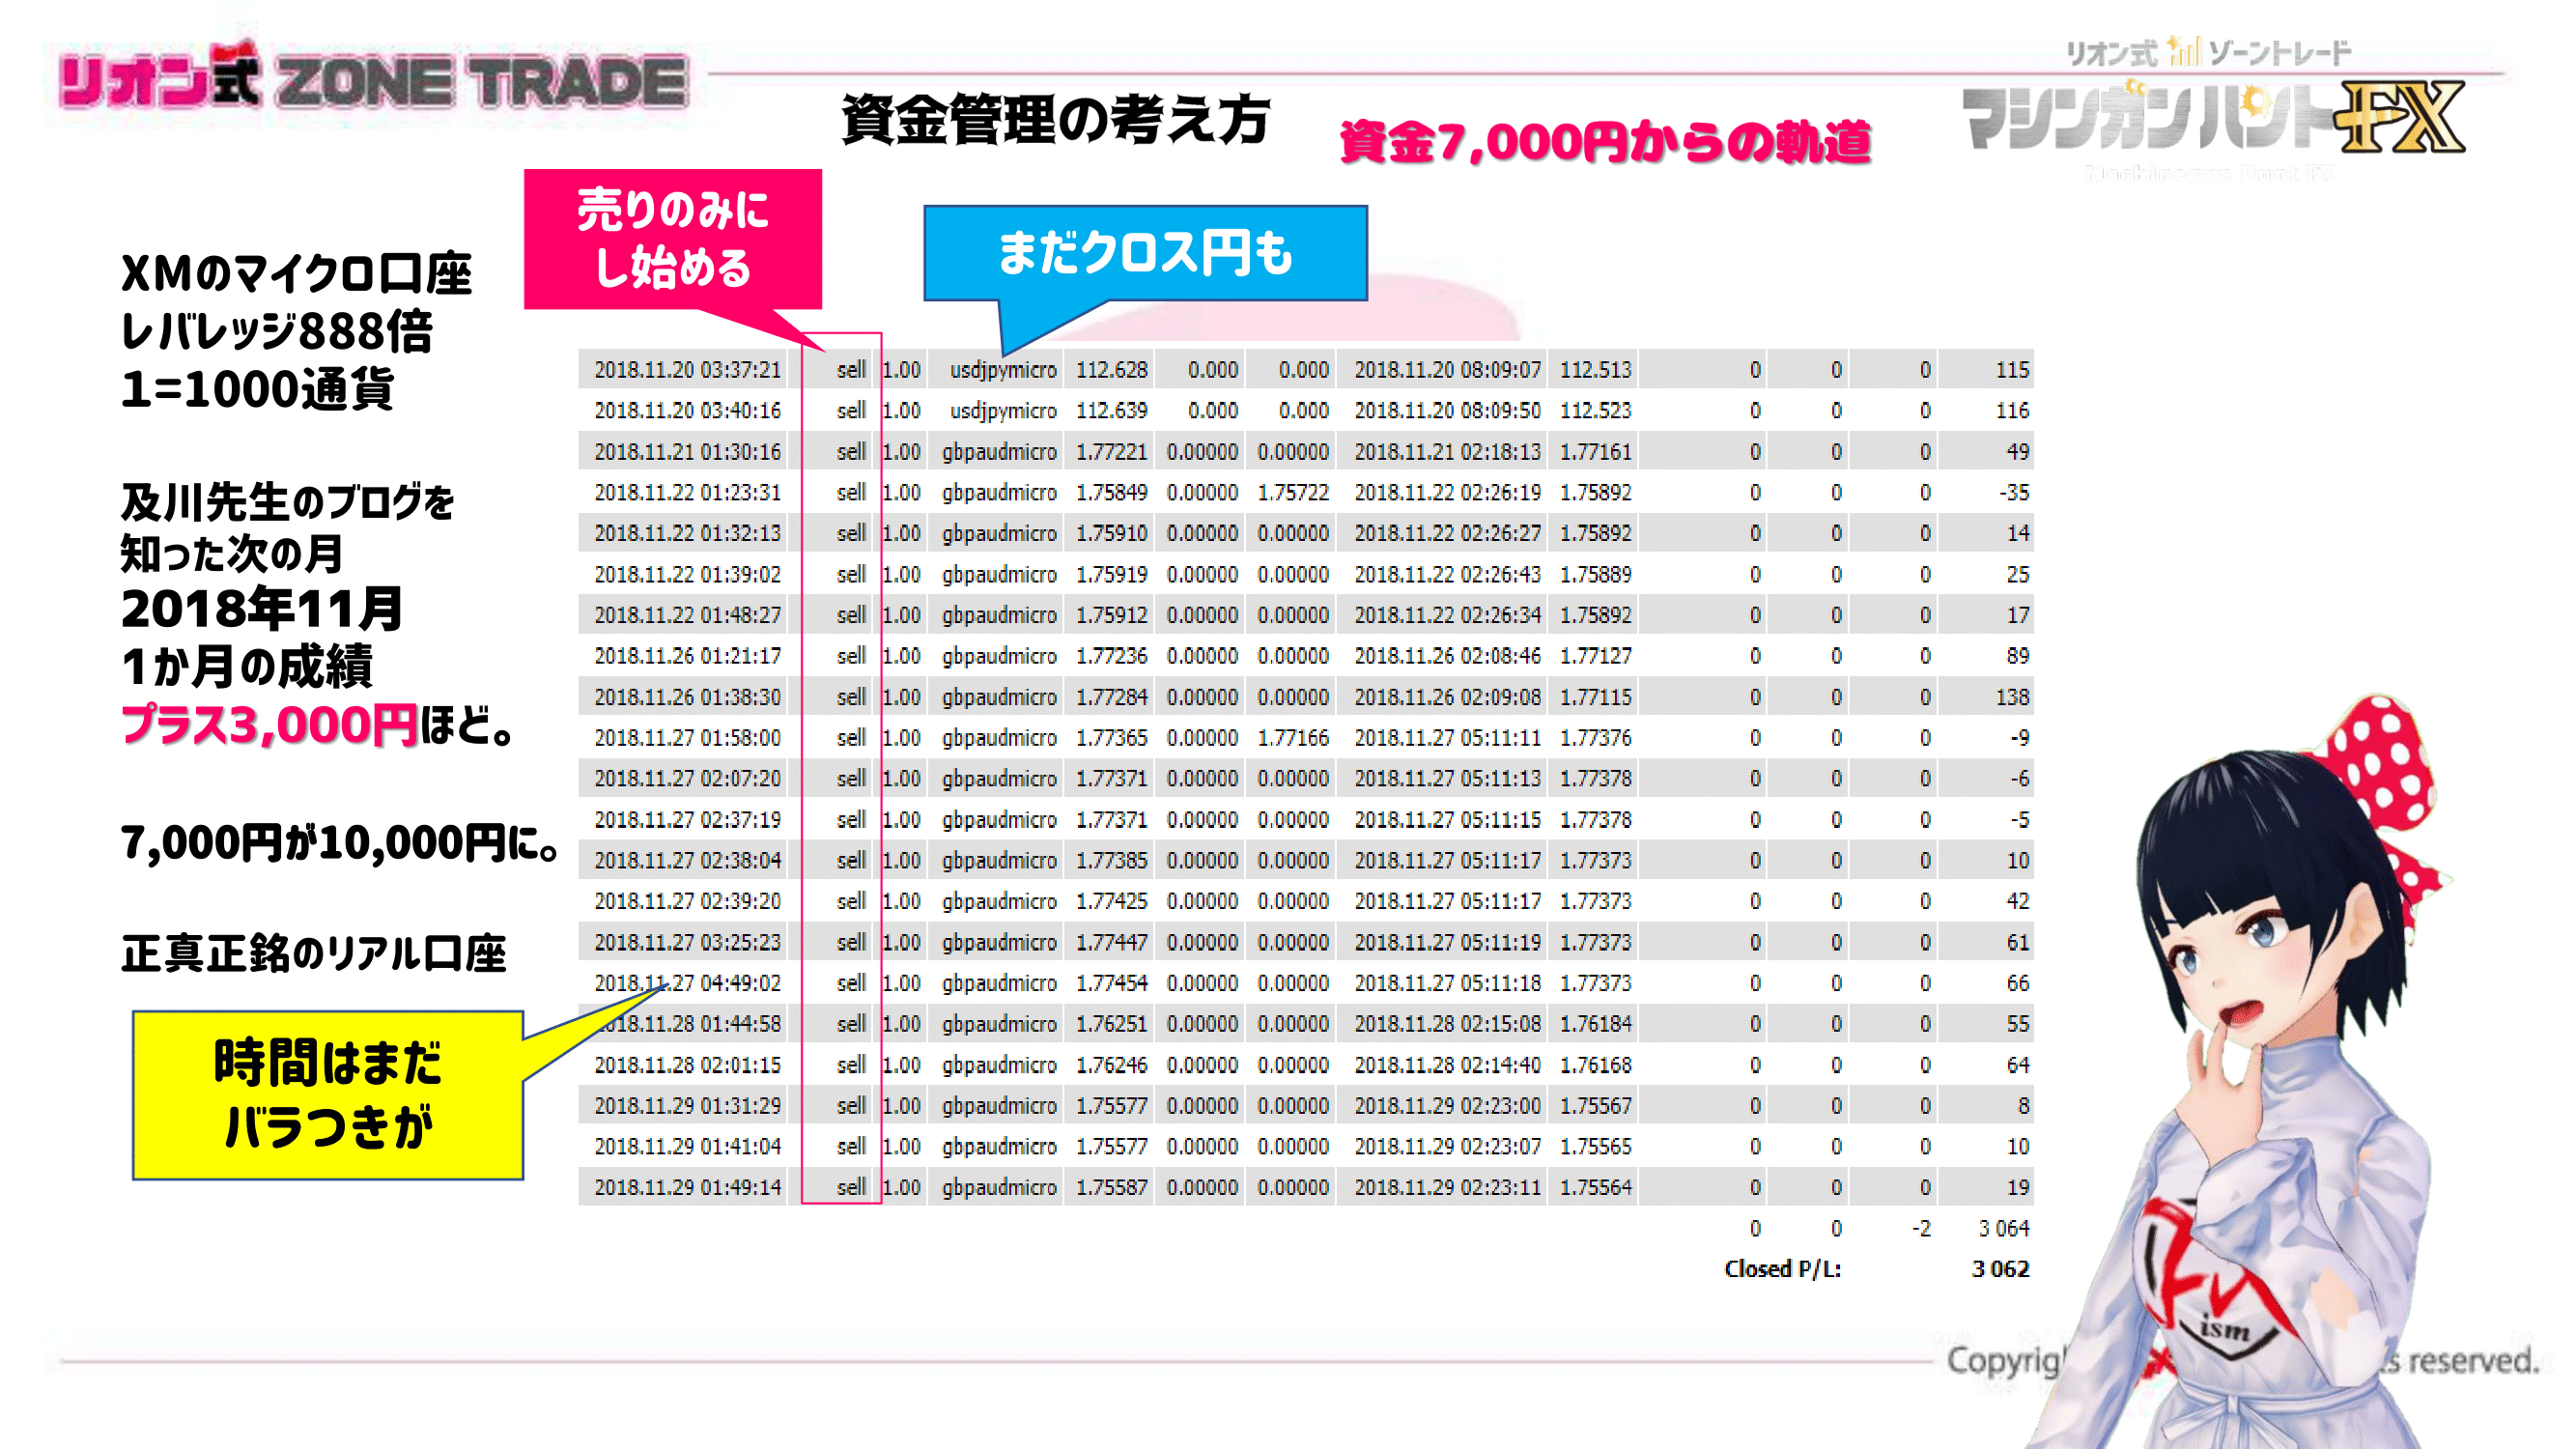 リオン式 ZONE TRADE
リオン式 ゾーントレード
マシンガンハントFX
資金管理の考え方
資金7,000円からの軌道
売りのみに
し始める
まだクロス円も
XMのマイクロ口座
レバレッジ888倍
1=1000通貨
及川先生のブログを
知った次の月
2018年11月
1か月の成績
プラス3,000円ほど。
7,000円が10,000円に。
正真正銘のリアル口座
時間はまだ
バラつきが
2018.11.20 03:37:21 sell 1.00 usdjpymicro 112.628 0.000 0.000 2018.11.20 08:09:07 112.513 0 0 0 115
2018.11.20 03:40:16 sell 1.00 usdjpymicro 112.639 0.000 0.000 2018.11.20 08:09:50 112.523 0 0 0 116
2018.11.21 01:30:16 sell 1.00 gbpaudmicro 1.77221 0.00000 0.00000 2018.11.21 02:18:13 1.77161 0 0 0 49
2018.11.22 01:23:31 sell 1.00 gbpaudmicro 1.75849 0.00000 1.75722 2018.11.22 02:26:19 1.75892 0 0 0 -35
2018.11.22 01:32:13 sell 1.00 gbpaudmicro 1.75910 0.00000 0.00000 2018.11.22 02:26:27 1.75892 0 0 0 14
2018.11.22 01:39:02 sell 1.00 gbpaudmicro 1.75919 0.00000 0.00000 2018.11.22 02:26:43 1.75889 0 0 0 25
2018.11.22 01:48:27 sell 1.00 gbpaudmicro 1.75912 0.00000 0.00000 2018.11.22 02:26:34 1.75892 0 0 0 17
2018.11.26 01:21:17 sell 1.00 gbpaudmicro 1.77236 0.00000 0.00000 2018.11.26 02:08:46 1.77127 0 0 0 89
2018.11.26 01:38:30 sell 1.00 gbpaudmicro 1.77284 0.00000 0.00000 2018.11.26 02:09:08 1.77115 0 0 0 138
2018.11.27 01:58:00 sell 1.00 gbpaudmicro 1.77365 0.00000 1.77166 2018.11.27 05:11:11 1.77376 0 0 0 -9
2018.11.27 02:07:20 sell 1.00 gbpaudmicro 1.77371 0.00000 0.00000 2018.11.27 05:11:13 1.77378 0 0 0 -6
2018.11.27 02:37:19 sell 1.00 gbpaudmicro 1.77371 0.00000 0.00000 2018.11.27 05:11:15 1.77378 0 0 0 -5
2018.11.27 02:38:04 sell 1.00 gbpaudmicro 1.77385 0.00000 0.00000 2018.11.27 05:11:17 1.77373 0 0 0 10
2018.11.27 02:39:20 sell 1.00 gbpaudmicro 1.77425 0.00000 0.00000 2018.11.27 05:11:17 1.77373 0 0 0 42
2018.11.27 03:25:23 sell 1.00 gbpaudmicro 1.77447 0.00000 0.00000 2018.11.27 05:11:19 1.77373 0 0 0 61
2018.11.27 04:49:02 sell 1.00 gbpaudmicro 1.77454 0.00000 0.00000 2018.11.27 05:11:18 1.77373 0 0 0 66
2018.11.28 01:44:58 sell 1.00 gbpaudmicro 1.76251 0.00000 0.00000 2018.11.28 02:15:08 1.76184 0 0 0 55
2018.11.28 02:01:15 sell 1.00 gbpaudmicro 1.76246 0.00000 0.00000 2018.11.28 02:14:40 1.76168 0 0 0 64
2018.11.29 01:31:29 sell 1.00 gbpaudmicro 1.75577 0.00000 0.00000 2018.11.29 02:23:00 1.75567 0 0 0 8
2018.11.29 01:41:04 sell 1.00 gbpaudmicro 1.75577 0.00000 0.00000 2018.11.29 02:23:07 1.75565 0 0 0 10
2018.11.29 01:49:14 sell 1.00 gbpaudmicro 1.75587 0.00000 0.00000 2018.11.29 02:23:11 1.75564 0 0 0 19
0 0 -2 3 064
Closed P/L: 3 062
ism
reserved.